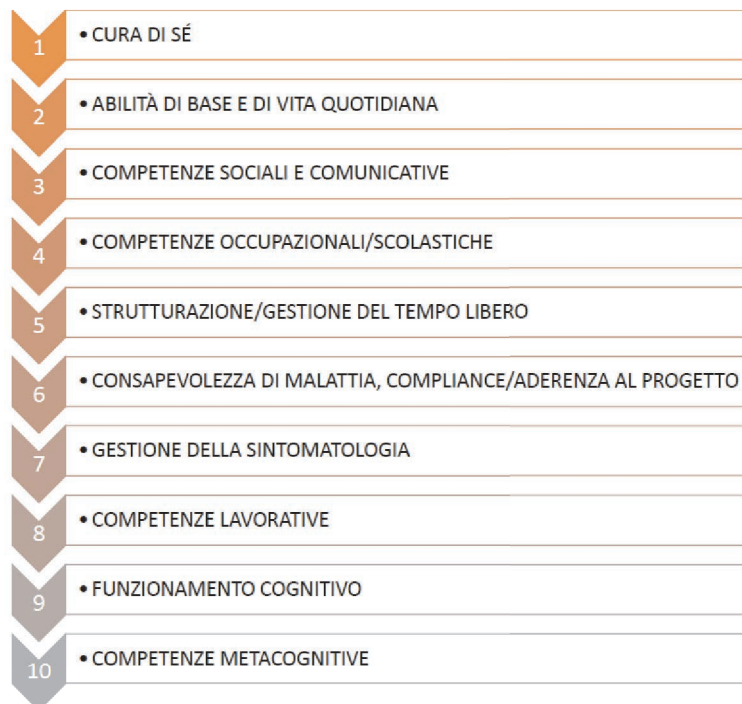 1 • CURA DI SÉ
2 • ABILITÀ DI BASE E DI VITA QUOTIDIANA
3 • COMPETENZE SOCIALI E COMUNICATIVE
4 • COMPETENZE OCCUPAZIONALI/SCOLASTICHE
5 • STRUTTURAZIONE/GESTIONE DEL TEMPO LIBERO
6 • CONSAPEVOLEZZA DI MALATTIA, COMPLIANCE/ADERENZA AL PROGETTO
7 • GESTIONE DELLA SINTOMATOLOGIA
8 • COMPETENZE LAVORATIVE
9 • FUNZIONAMENTO COGNITIVO
10 • COMPETENZE METACOGNITIVE